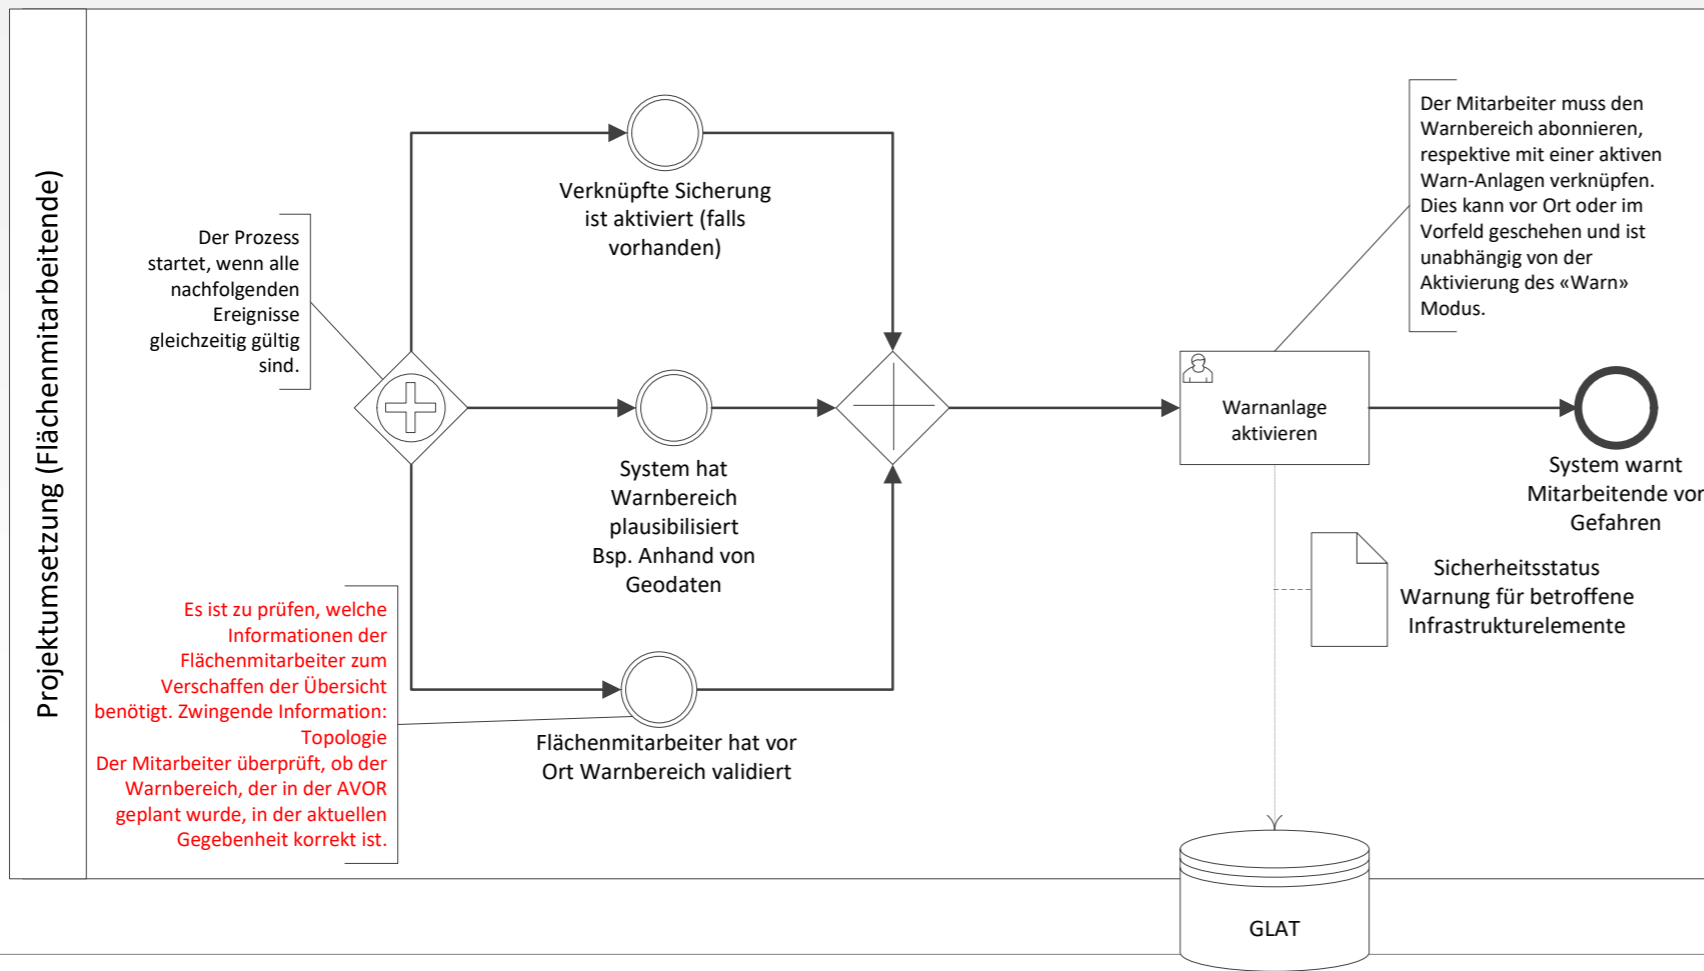 Projektumsetzung (Flächenmitarbeitende)
Der Prozess
startet, wenn alle
nachfolgenden
Ereignisse
gleichzeitig gültig
sind.
Verknüpfte Sicherung
ist aktiviert (falls
vorhanden)
System hat
Warnbereich
plausibilisiert
Bsp. Anhand von
Geodaten
Es ist zu prüfen, welche
Informationen der
Flächenmitarbeiter zum
Verschaffen der Übersicht
benötigt. Zwingende Information:
Topologie
Der Mitarbeiter überprüft, ob der
Warnbereich, der in der AVOR
geplant wurde, in der aktuellen
Gegebenheit korrekt ist.
Flächenmitarbeiter hat vor
Ort Warnbereich validiert
Der Mitarbeiter muss den
Warnbereich abonnieren,
respektive mit einer aktiven
Warn-Anlagen verknüpfen.
Dies kann vor Ort oder im
Vorfeld geschehen und ist
unabhängig von der
Aktivierung des «Warn»
Modus.
Warnanlage
aktivieren
System warnt
Mitarbeitende vor
Gefahren
Sicherheitsstatus
Warnung für betroffene
Infrastrukturelemente
GLAT